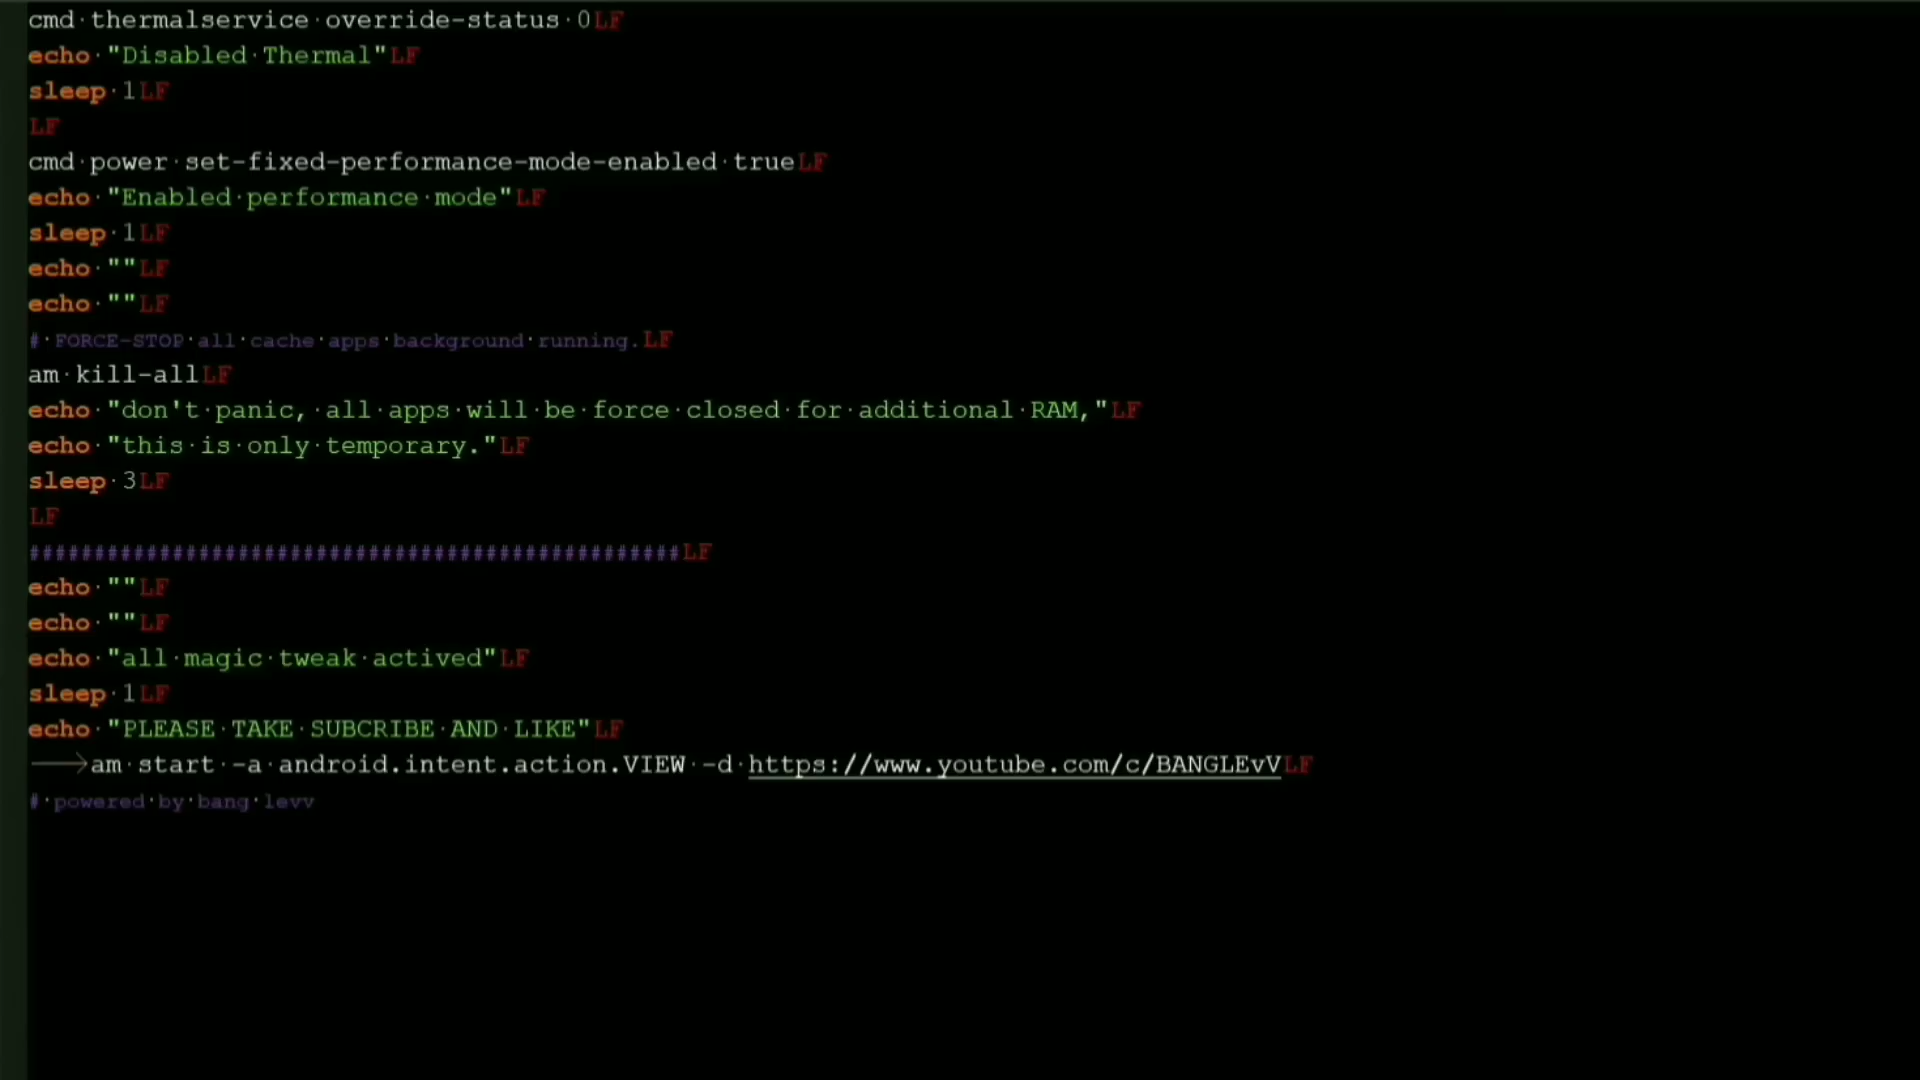 cmd thermalservice override-status 0LF
echo "Disabled Thermal"LF
sleep 1LF
LF
cmd power set-fixed-performance-mode-enabled trueLF
echo "Enabled performance mode"LF
sleep 1LF
echo ""LF
echo ""LF
# FORCE-STOP all cache apps background running.LF
am kill-allLF
echo "don't panic, all apps will be force closed for additional RAM,"LF
echo "this is only temporary."LF
sleep 3LF
LF
##################################################LF
echo ""LF
echo ""LF
echo "all magic tweak actived"LF
sleep 1LF
echo "PLEASE TAKE SUBCRIBE AND LIKE"LF
am start -a android.intent.action.VIEW -d https://www.youtube.com/c/BANGLEvVLF
# powered by bang levv